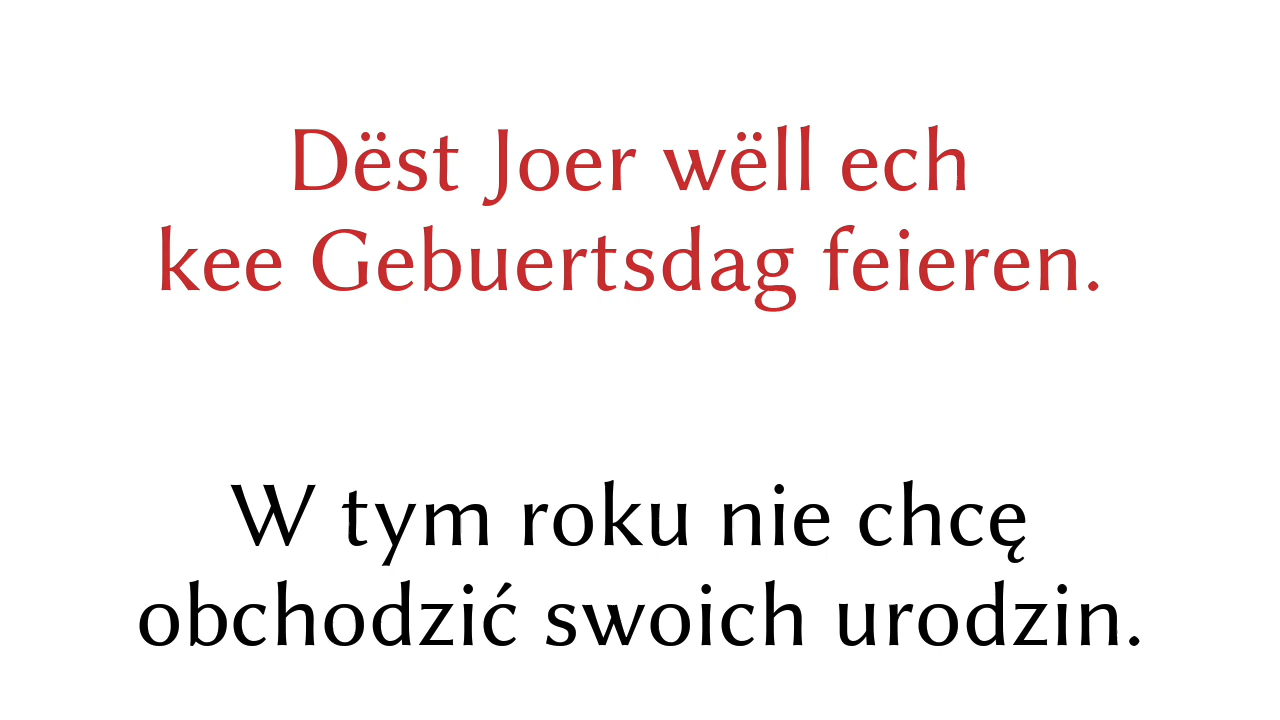 Dëst Joer wëll ech
kee Gebuertsdag feieren.
W tym roku nie chcę
obchodzić swoich urodzin.